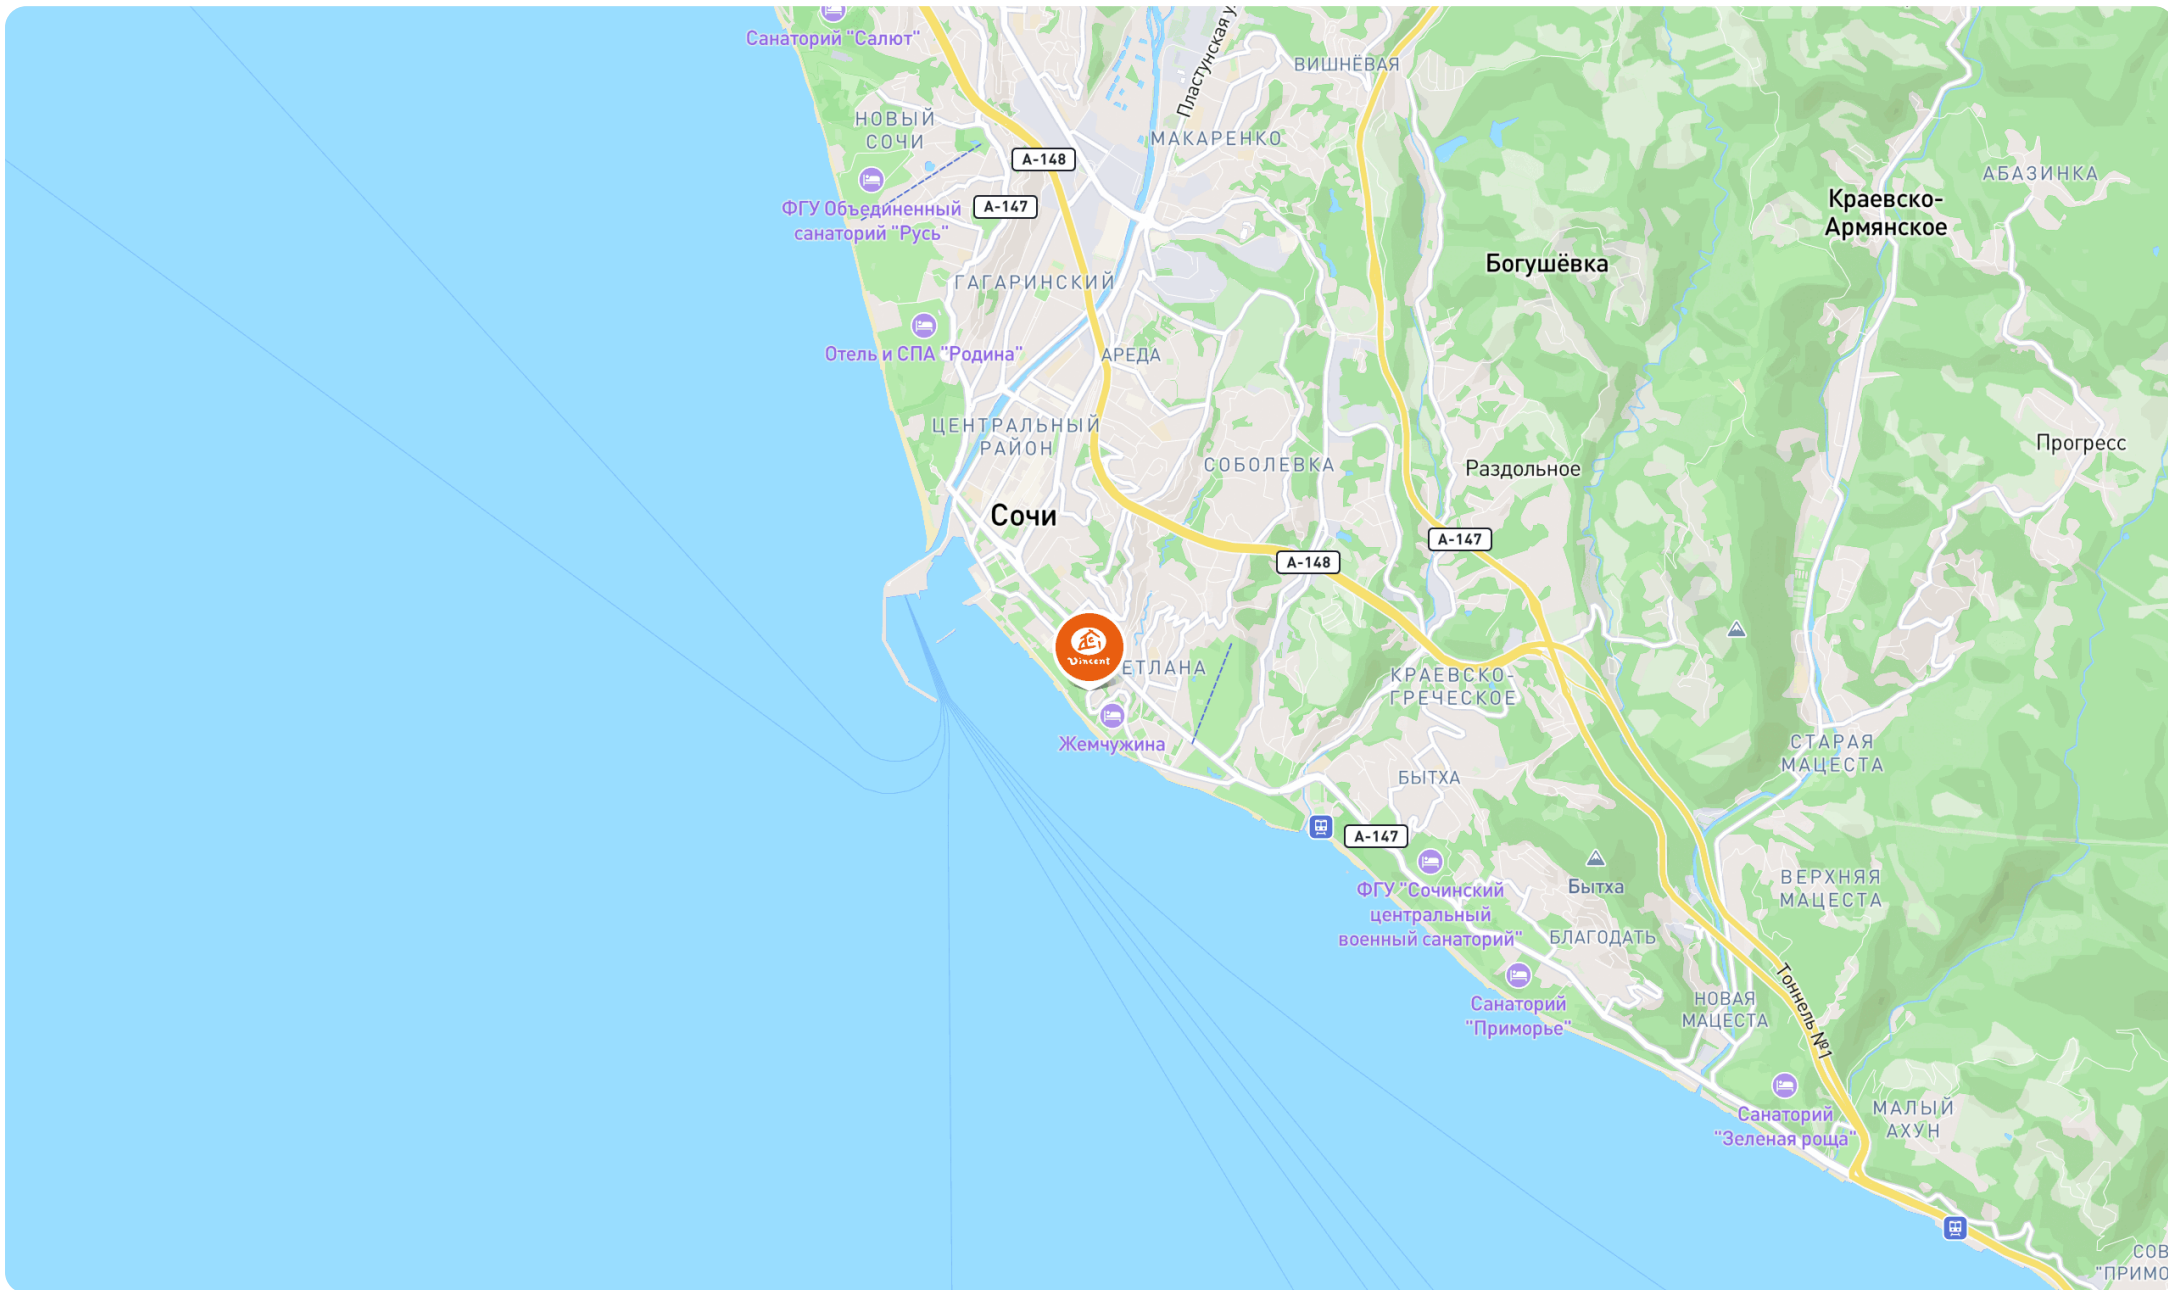 Санаторий "Салют"
Пластунская у
ВИШНЁВАЯ
НОВЫЙ
СОЧИ
МАКАРЕНКО
А-148
А-147
ФГУ Объединенный
санаторий "Русь"
АБАЗИНКА
Краевско-
Армянское
Богушёвка
ГАГАРИНСКИЙ
Отель и СПА "Родина"
АРЕДА
ЦЕНТРАЛЬНЫЙ
РАЙОН
СОБОЛЕВКА
Раздольное
Прогресс
Сочи
А-147
А-148
Vincent
ЕТЛАНА
КРАЕВСКО-
ГРЕЧЕСКОЕ
Жемчужина
СТАРАЯ
МАЦЕСТА
БЫТХА
А-147
ФГУ "Сочинский
центральный
военный санаторий"
Бытха
ВЕРХНЯЯ
МАЦЕСТА
БЛАГОДАТЬ
Санаторий
"Приморье"
НОВАЯ
МАЦЕСТА
Тоннель №1
Санаторий
"Зеленая роща"
МАЛЫЙ
АХУН
СОВ
"ПРИМО